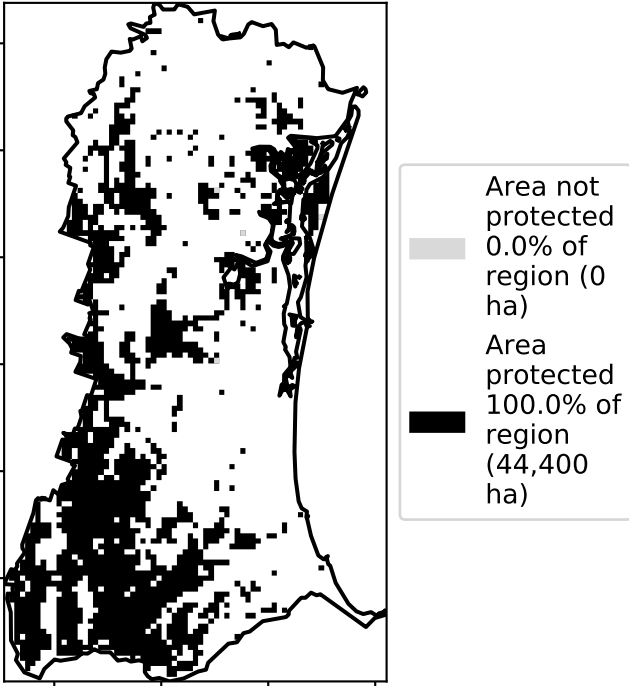 Area not
protected
0.0% of
region (0
ha)
Area
protected
100.0% of
region
(44,400
ha)